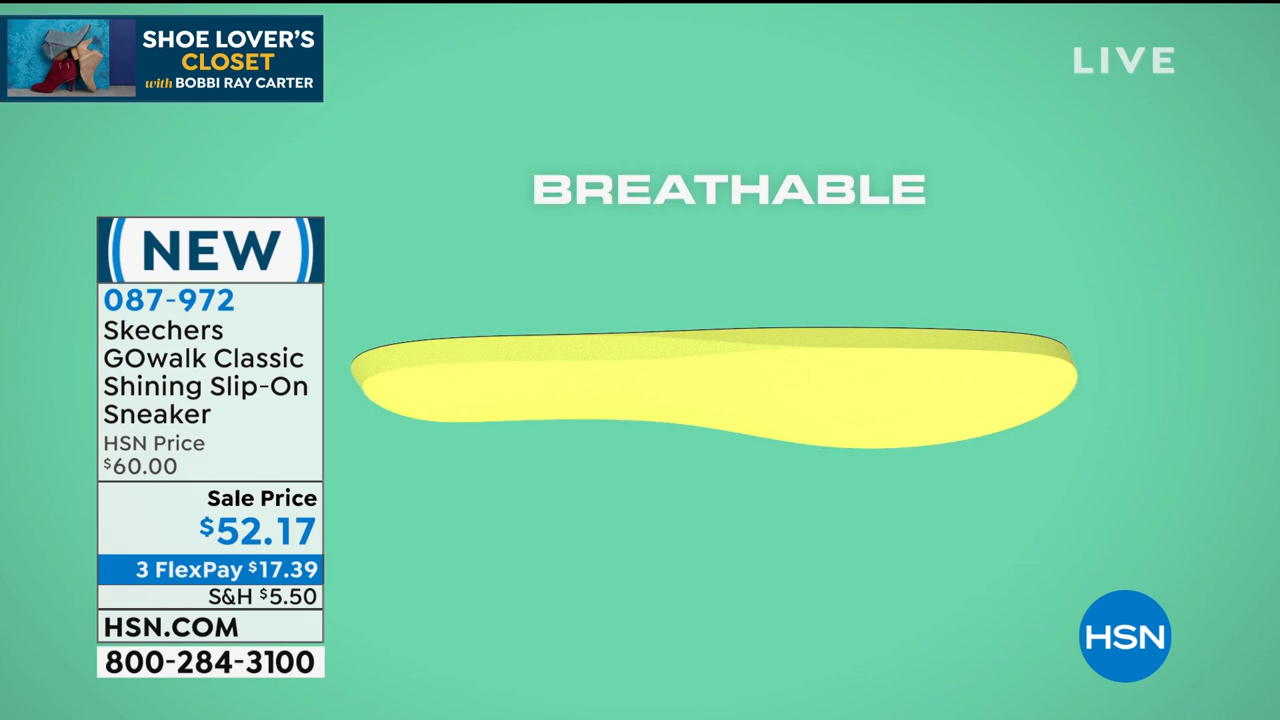 SHOE LOVER'S
CLOSET
with BOBBI RAY CARTER
LIVE
BREATHABLE
NEW
087-972
Skechers
GOwalk Classic
Shining Slip-On
Sneaker
HSN Price
$60.00
Sale Price
$52.17
3 FlexPay $17.39
S&H $5.50
HSN.COM
800-284-3100
HSN